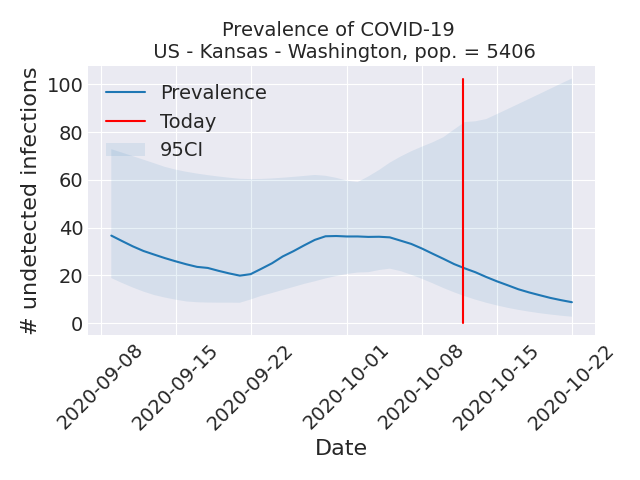 Prevalence of COVID-19
US - Kansas - Washington, pop. = 5406
# undetected infections
100
80
60
40
20
0
Prevalence
Today
95CI
2020-09-08
2020-09-15
2020-09-22
2020-10-01
2020-10-08
2020-10-15
2020-10-22
Date